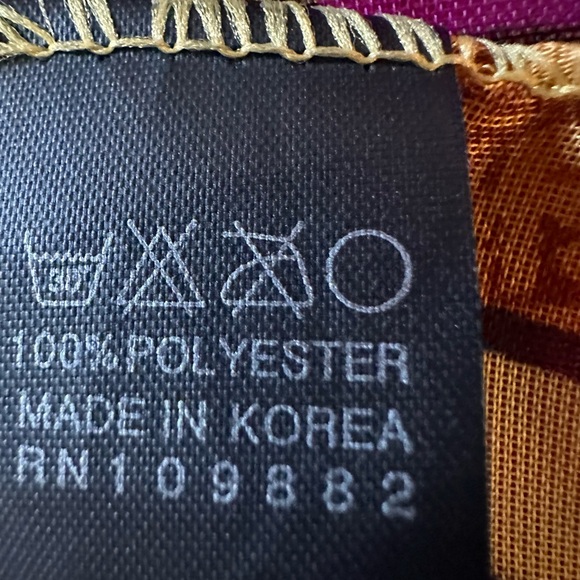 30°
100% POLYESTER
MADE IN KOREA
RN109882